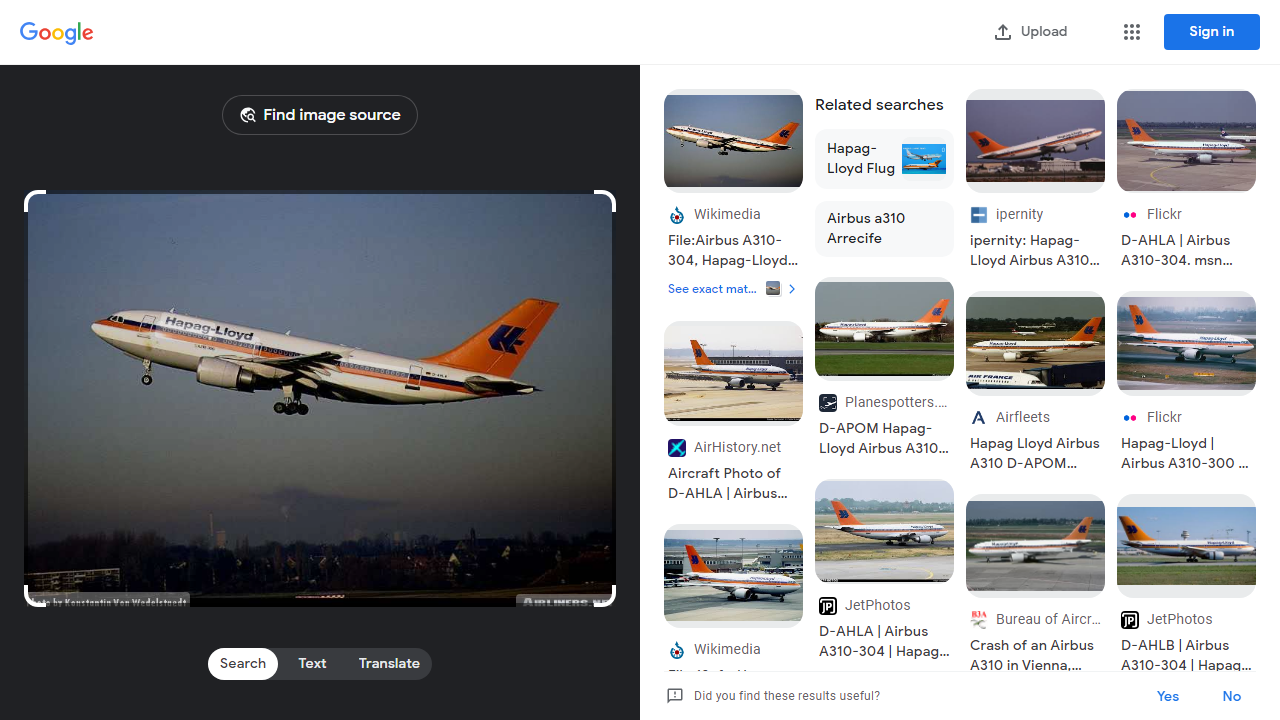 Google
Upload
Sign in
Find image source
Hapag-Lloyd
Photo by Konstantin Von Wedelstaedt
AIRLINERS.NET
Search
Text
Translate
Wikimedia
File:Airbus A310-
304, Hapag-Lloyd...
See exact mat...
AirHistory.net
Aircraft Photo of
D-AHLA | Airbus...
Wikimedia
Related searches
Hapag-
Lloyd Flug
Airbus a310
Arrecife
Planespotters....
D-APOM Hapag-
Lloyd Airbus A310...
JetPhotos
D-AHLA | Airbus
A310-304 | Hapag...
ipernity
ipernity: Hapag-
Lloyd Airbus A310...
AIR FRANCE
Airfleets
Hapag Lloyd Airbus
A310 D-APOM...
Bureau of Aircr...
Crash of an Airbus
A310 in Vienna,...
Flickr
D-AHLA | Airbus
A310-304. msn...
Flickr
Hapag-Lloyd |
Airbus A310-300 ...
JetPhotos
D-AHLB | Airbus
A310-304 | Hapag...
Did you find these results useful?
Yes
No